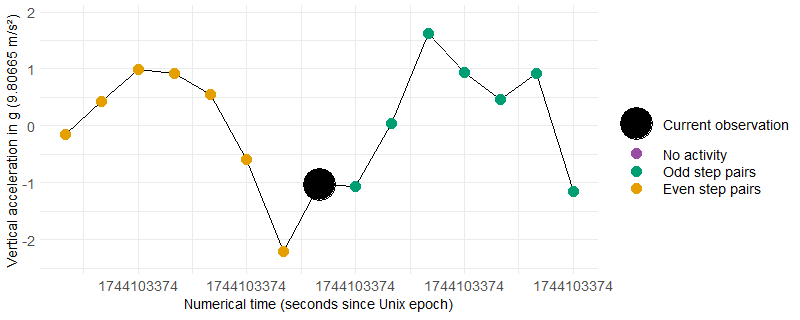 Vertical acceleration in g (9.80665 m/s²)
2
1
0
-1
-2
1744103374 1744103374 1744103374 1744103374 1744103374
Numerical time (seconds since Unix epoch)
Current observation
No activity
Odd step pairs
Even step pairs